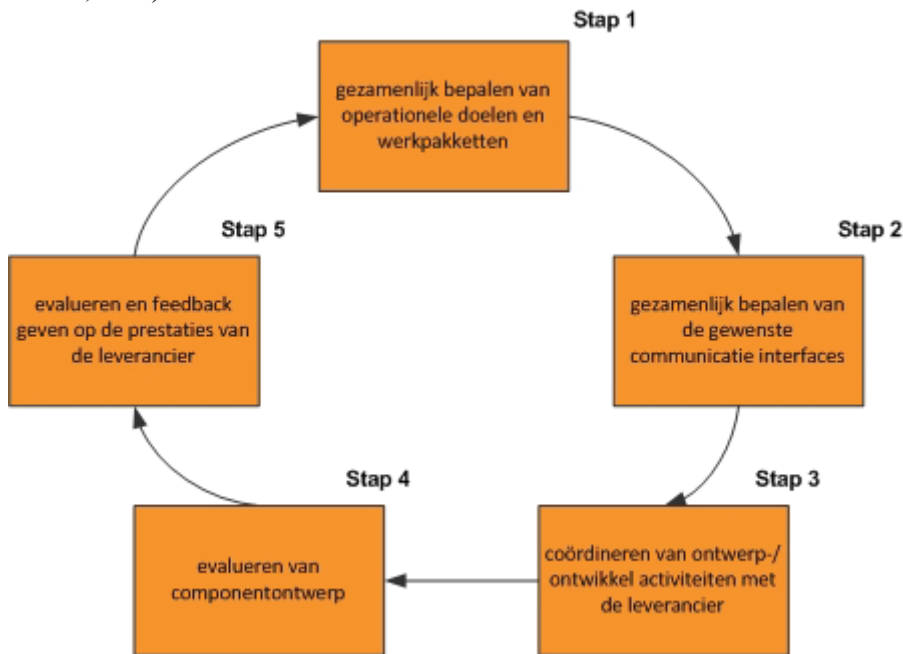 Stap 1
gezamenlijk bepalen van
operationele doelen en
werkpakketten
Stap 2
gezamenlijk bepalen van
de gewenste
communicatie interfaces
Stap 3
coördineren van ontwerp-/
ontwikkel activiteiten met
de leverancier
Stap 4
evalueren van
componentontwerp
Stap 5
evalueren en feedback
geven op de prestaties van
de leverancier